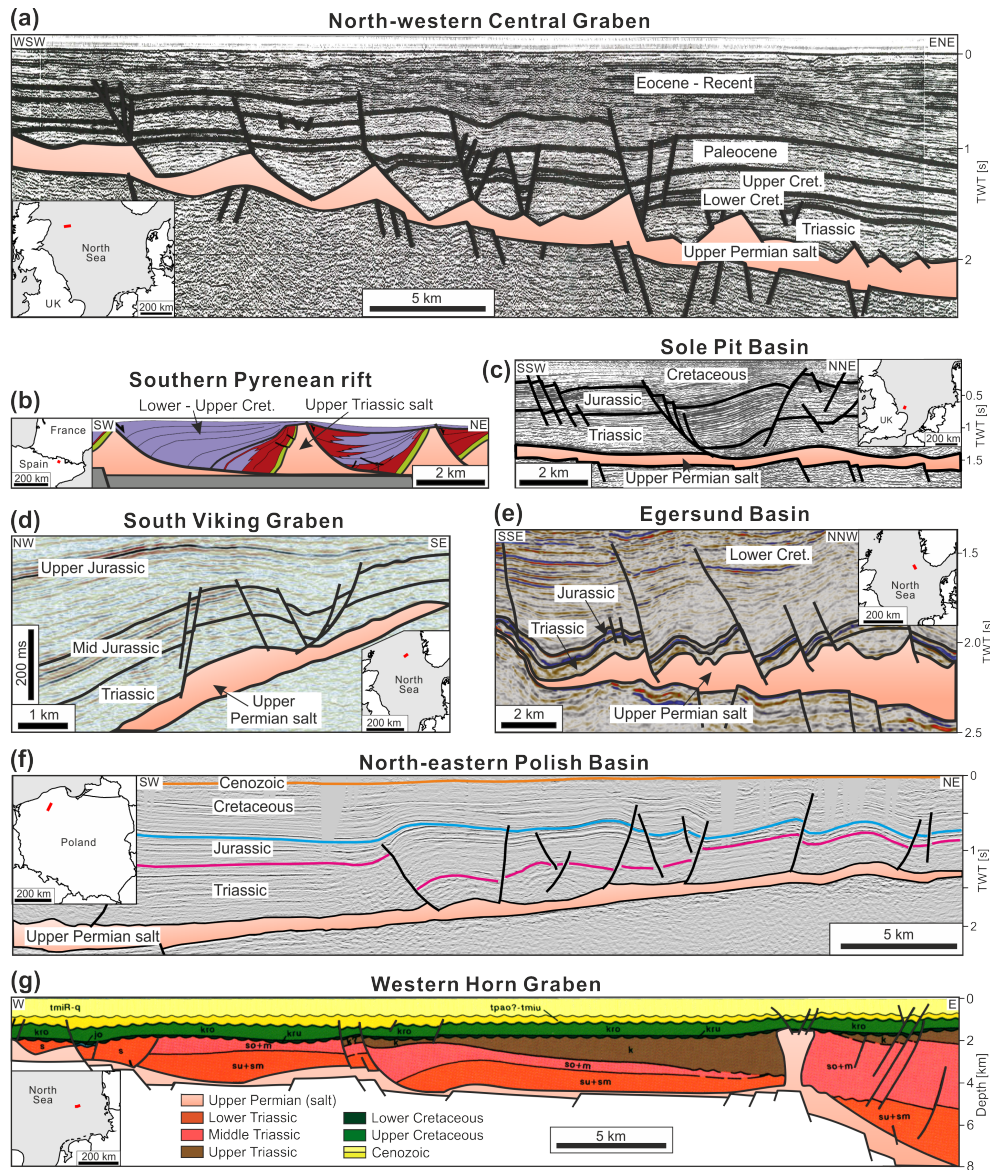 (a)
North-western Central Graben
WSW
ENE
0
Eocene - Recent
Paleocene
1
Upper Cret.
Lower Cret.
Triassic
Upper Permian salt
2
TWT [s]
North
Sea
UK
200 km
5 km
(b)
Southern Pyrenean rift
Lower - Upper Cret.
Upper Triassic salt
France
Spain
200 km
SW
NE
2 km
(c)
Sole Pit Basin
SSW
NNE
Cretaceous
Jurassic
Triassic
Upper Permian salt
0.5
1
1.5
TWT [s]
UK
200 km
2 km
(d)
South Viking Graben
NW
SE
Upper Jurassic
Mid Jurassic
Triassic
Upper
Permian salt
200 ms
1 km
North
Sea
200 km
(e)
Egersund Basin
SSE
NNW
Lower Cret.
Jurassic
Triassic
Upper Permian salt
1.5
2.0
2.5
TWT [s]
North
Sea
200 km
2 km
(f)
North-eastern Polish Basin
SW
NE
Cenozoic
Cretaceous
Jurassic
Triassic
Upper Permian salt
0
1
2
TWT [s]
Poland
200 km
5 km
(g)
Western Horn Graben
W
E
tmiR-q
tpao?-tmiu
kro
jo
kro
kru
kro
kro
kru
kro
s
s
k
k
so+m
so+m
so+m
su+sm
su+sm
su+sm
0
2
4
6
8
Depth [km]
North
Sea
200 km
Upper Permian (salt)
Lower Triassic
Middle Triassic
Upper Triassic
Lower Cretaceous
Upper Cretaceous
Cenozoic
5 km